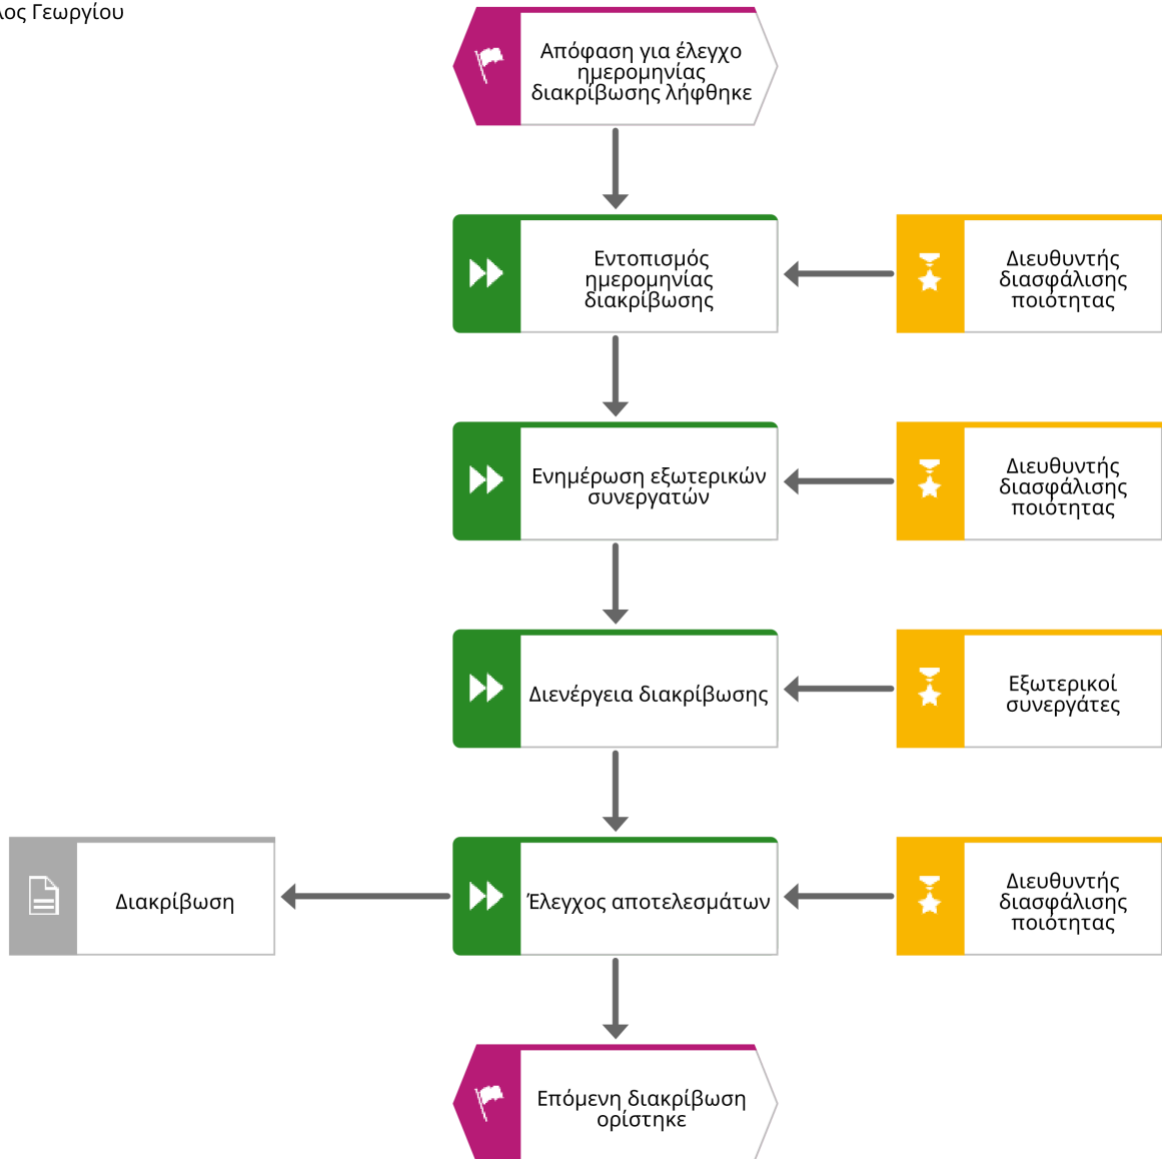 Γεωργίου
Απόφαση για έλεγχο
ημερομηνίας
διακρίβωσης λήφθηκε
Εντοπισμός
ημερομηνίας
διακρίβωσης
Διευθυντής
διασφάλισης
ποιότητας
Ενημέρωση εξωτερικών
συνεργατών
Διευθυντής
διασφάλισης
ποιότητας
Διενέργεια διακρίβωσης
Εξωτερικοί
συνεργάτες
Διακρίβωση
Έλεγχος αποτελεσμάτων
Διευθυντής
διασφάλισης
ποιότητας
Επόμενη διακρίβωση
ορίστηκε